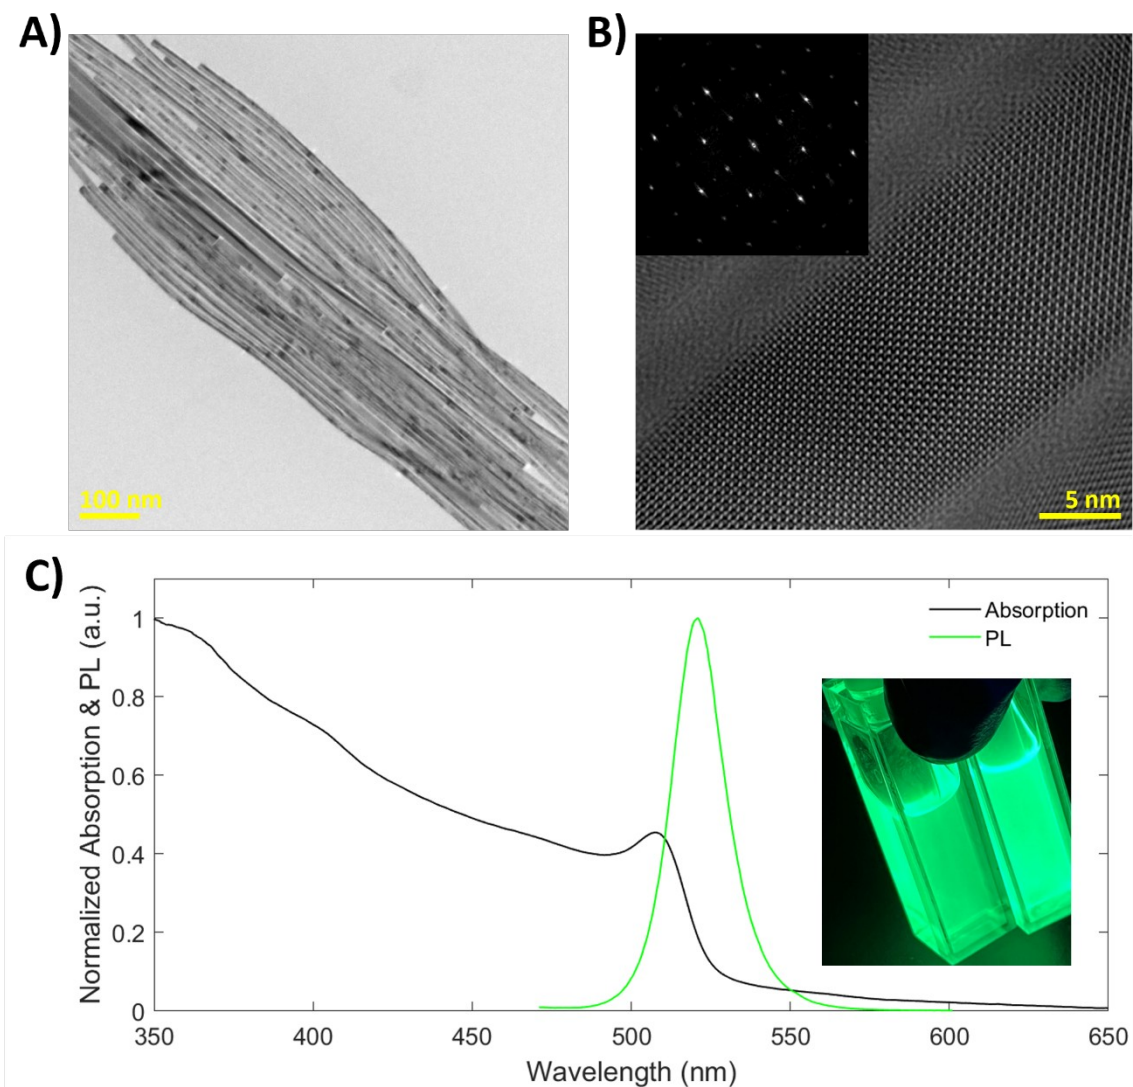 A)
B)
100 nm
5 nm
C)
Normalized Absorption & PL (a.u.)
1
0.8
0.6
0.4
0.2
0
Absorption
PL
350
400
450
500
550
600
650
Wavelength (nm)